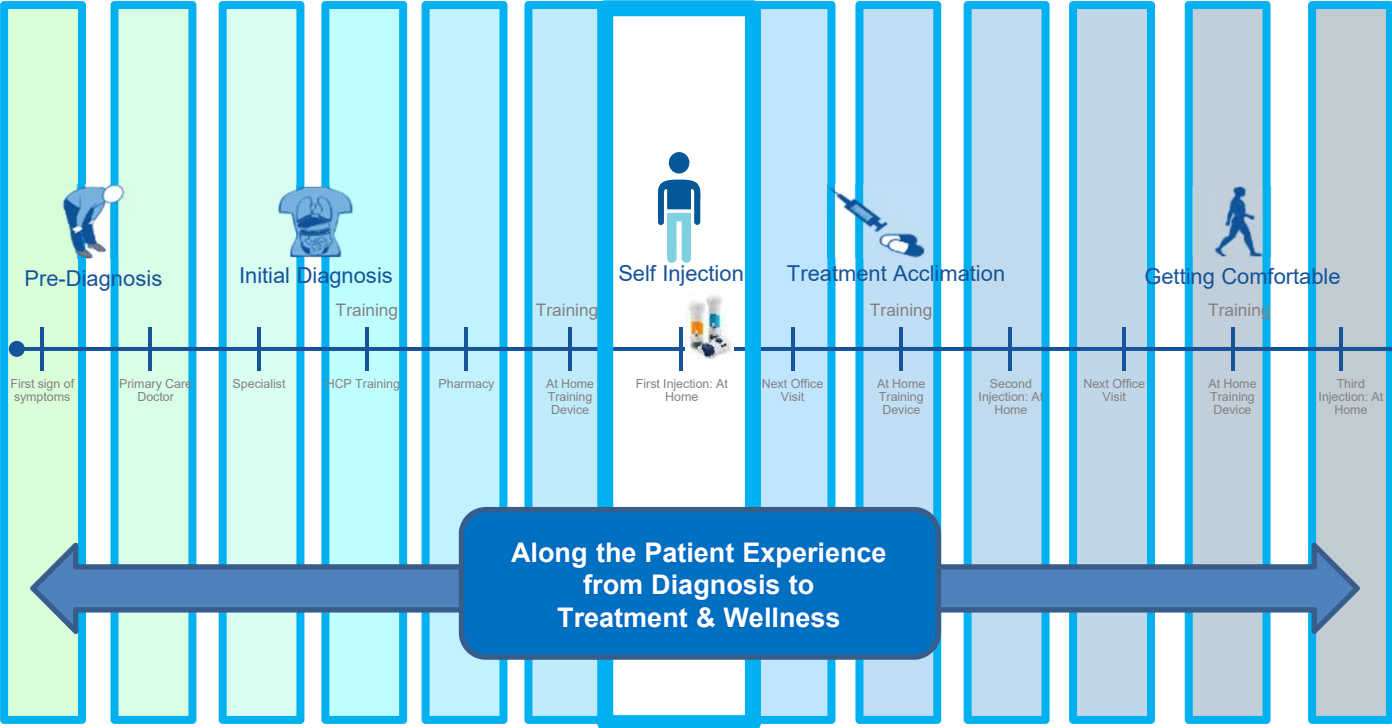 Pre-Diagnosis
Initial Diagnosis
Self Injection
Treatment Acclimation
Getting Comfortable
Training
Training
Training
Training
First sign of
symptoms
Primary Care
Doctor
Specialist
HCP Training
Pharmacy
At Home
Training
Device
First Injection: At
Home
Next Office
Visit
At Home
Training
Device
Second
Injection: At
Home
Next Office
Visit
At Home
Training
Device
Third
Injection: At
Home
Along the Patient Experience
from Diagnosis to
Treatment & Wellness